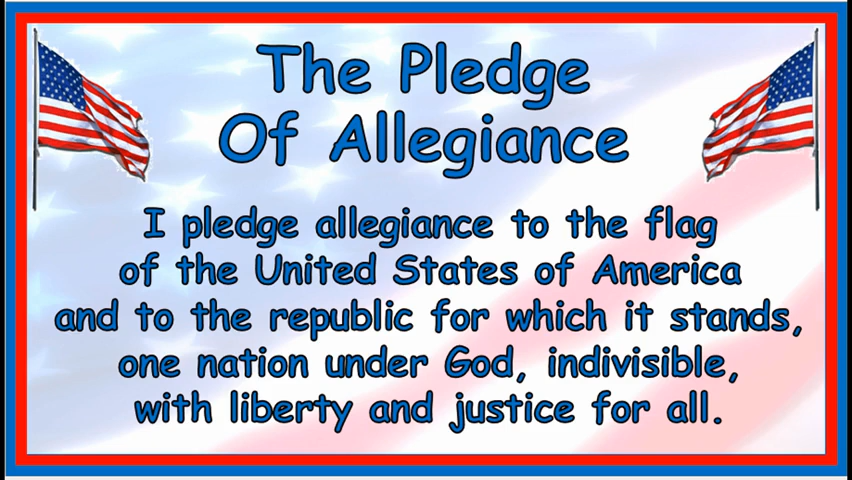 The Pledge
Of Allegiance
I pledge allegiance to the flag
of the United States of America
and to the republic for which it stands,
one nation under God, indivisible,
with liberty and justice for all.